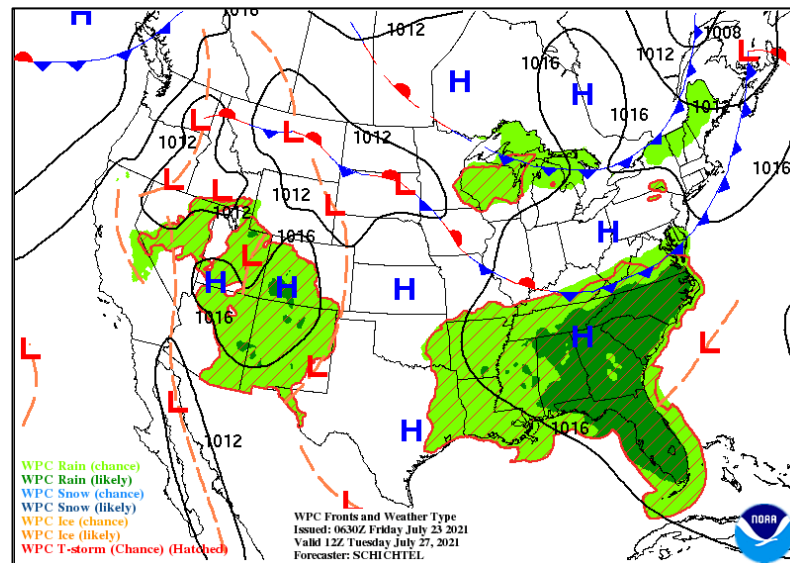 H
1016
1012
1008
1012
L
1016
1012
H
1016
H
1012
1016
L
L
1012
1012
1016
L
L
L
1012
L
1012
L
1016
H
L
H
H
H
1016
H
L
L
L
L
H
1016
1012
L
WPC Rain (chance)
WPC Rain (likely)
WPC Snow (chance)
WPC Snow (likely)
WPC Ice (chance)
WPC Ice (likely)
WPC T-storm (Chance) (Hatched)
WPC Fronts and Weather Type
Issued: 0630Z Friday July 23 2021
Valid 12Z Tuesday July 27, 2021
Forecaster: SCHICHTEL
NOAA